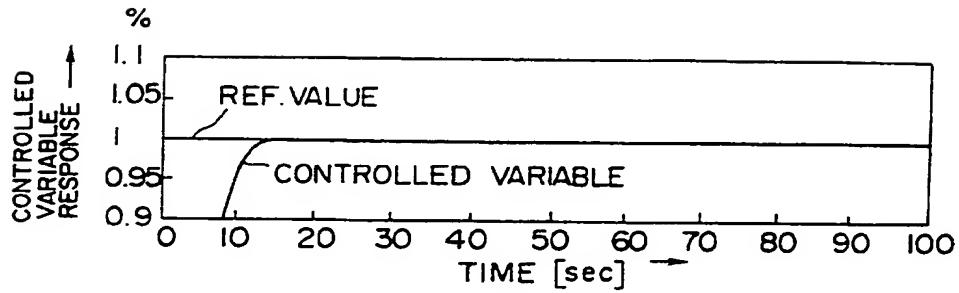 %
1.1
1.05
1
0.95
0.9
CONTROLLED
VARIABLE
RESPONSE
REF. VALUE
CONTROLLED VARIABLE
0 10 20 30 40 50 60 70 80 90 100
TIME [sec]